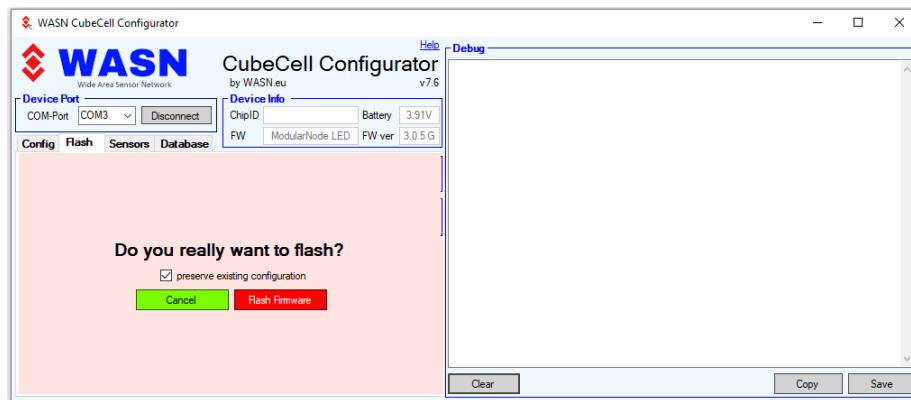 WASN CubeCell Configurator
WASN
Wide Area Sensor Network
Help
CubeCell Configurator
by WASN.eu v7.6
Device Port
COM-Port COM3 Disconnect
Device Info
ChipID Battery 3.91V
FW ModularNode LED FW ver 3.0.5 G
Config Flash Sensors Database
Do you really want to flash?
preserve existing configuration
Cancel Flash Firmware
Debug
Clear Copy Save